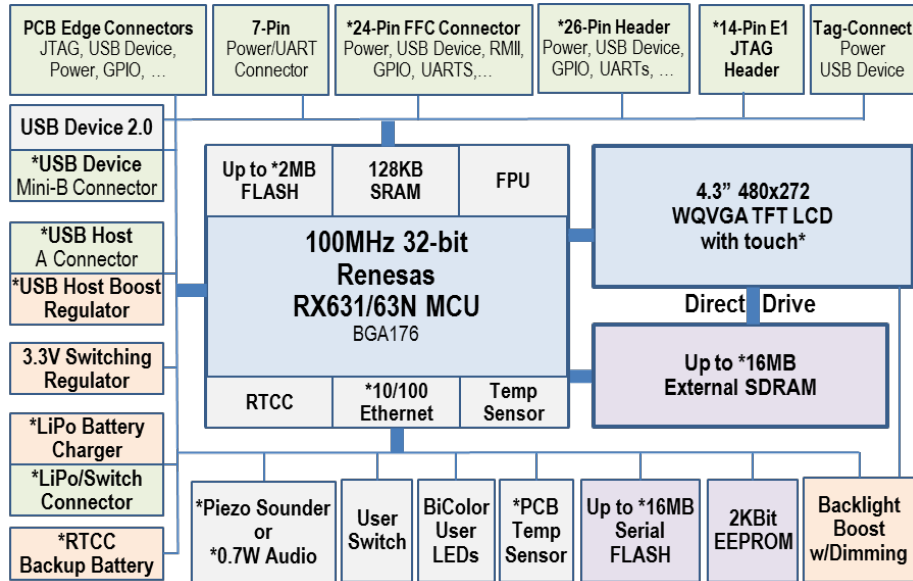 PCB Edge Connectors
JTAG, USB Device,
Power, GPIO, ...
7-Pin
Power/UART
Connector
*24-Pin FFC Connector
Power, USB Device, RMII,
GPIO, UARTS,...
*26-Pin Header
Power, USB Device,
GPIO, UARTs, ...
*14-Pin E1
JTAG
Header
Tag-Connect
Power
USB Device
USB Device 2.0
*USB Device
Mini-B Connector
*USB Host
A Connector
*USB Host Boost
Regulator
3.3V Switching
Regulator
*LiPo Battery
Charger
*LiPo/Switch
Connector
*RTCC
Backup Battery
Up to *2MB
FLASH
128KB
SRAM
FPU
100MHz 32-bit
Renesas
RX631/63N MCU
BGA176
RTCC
*10/100
Ethernet
Temp
Sensor
4.3” 480x272
WQVGA TFT LCD
with touch*
Direct Drive
Up to *16MB
External SDRAM
*Piezo Sounder
or
*0.7W Audio
User
Switch
BiColor
User
LEDs
*PCB
Temp
Sensor
Up to *16MB
Serial
FLASH
2KBit
EEPROM
Backlight
Boost
w/Dimming